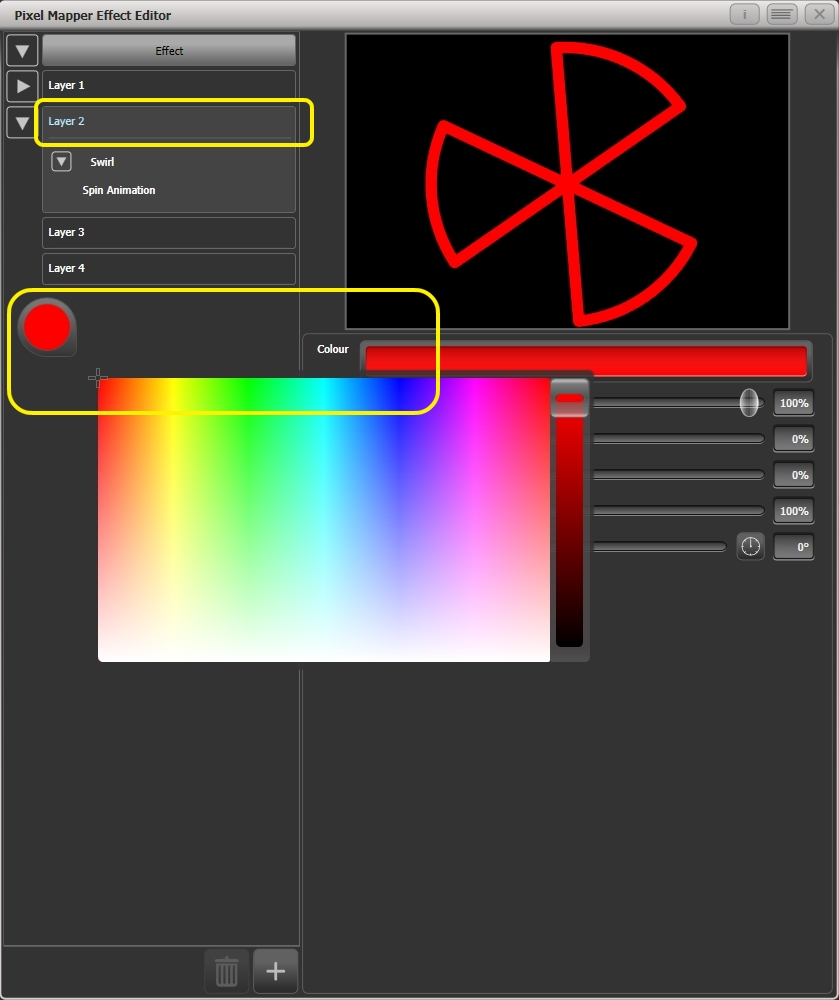 Pixel Mapper Effect Editor
i
Effect
Layer 1
Layer 2
Swirl
Spin Animation
Layer 3
Layer 4
Colour
100%
0%
0%
100%
0°